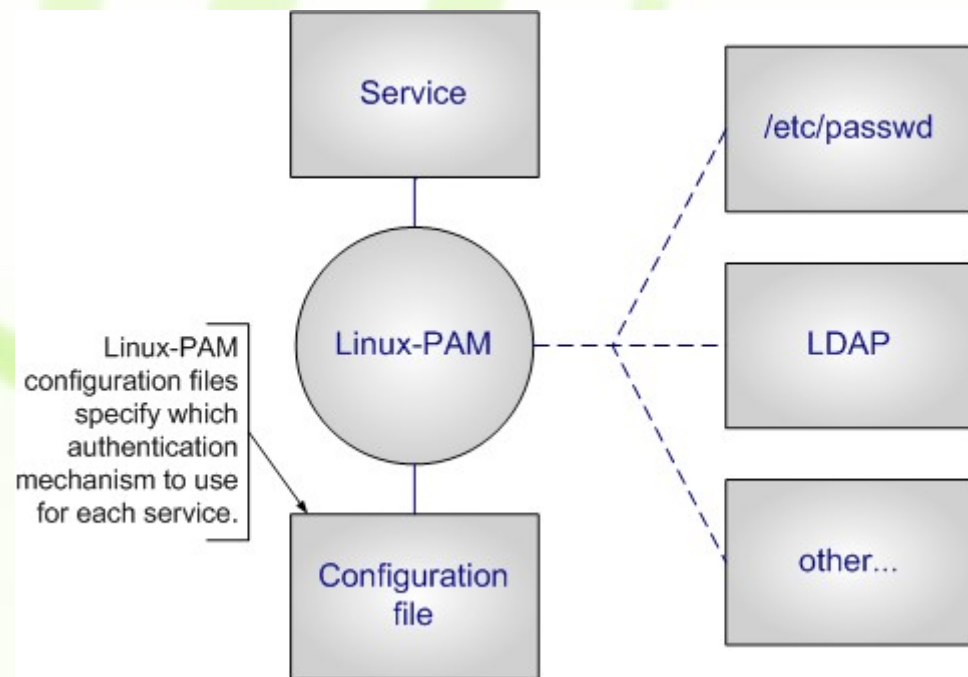 Service
/etc/passwd
Linux-PAM
LDAP
Linux-PAM
configuration files
specify which
authentication
mechanism to use
for each service.
Configuration
file
other...